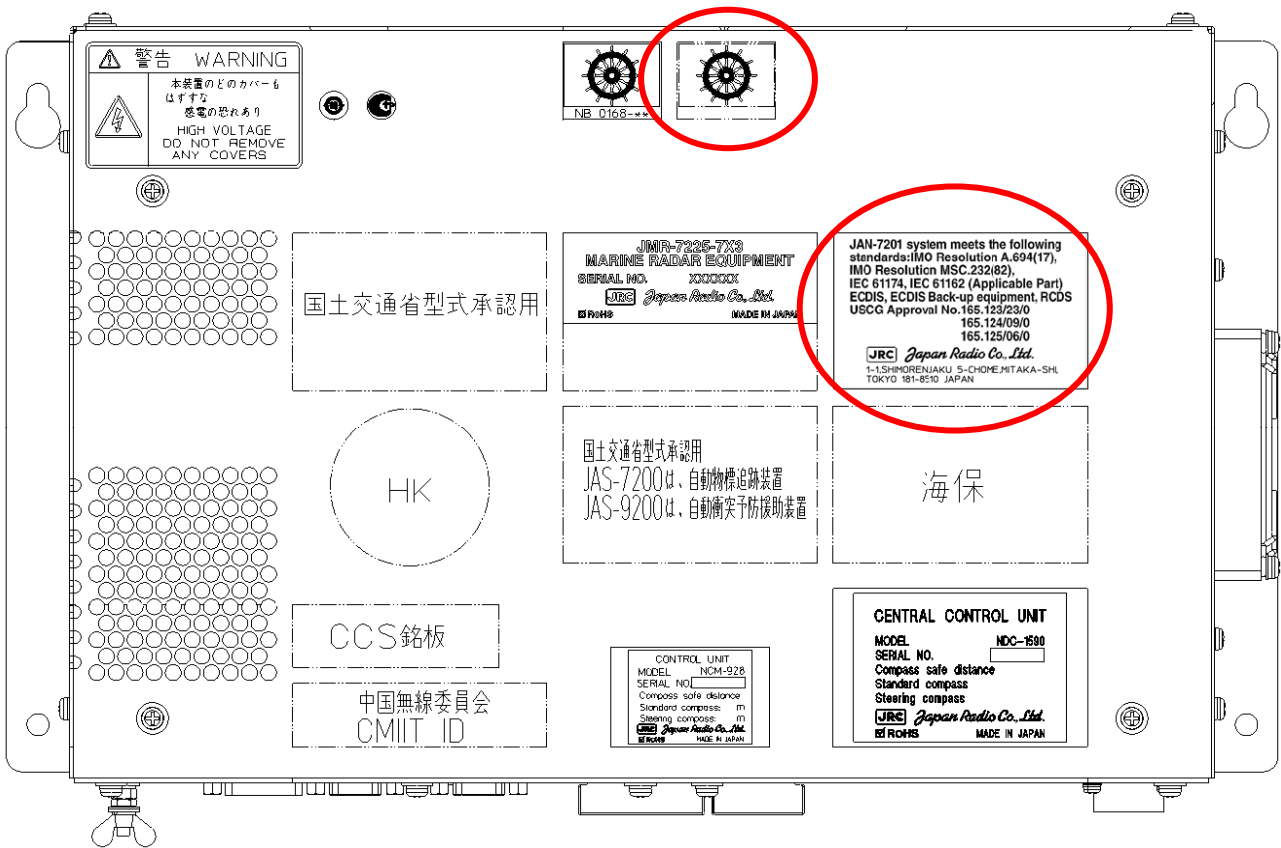 警告 WARNING
本装置のどのカバーも
はずすな
感電の恐れあり
HIGH VOLTAGE
DO NOT REMOVE
ANY COVERS
NB 0168-**
国土交通省型式承認用
JMR-7225-7X3
MARINE RADAR EQUIPMENT
SERIAL NO. XXXXXX
JRC Japan Radio Co., Ltd.
RoHS MADE IN JAPAN
JAN-7201 system meets the following
standards:IMO Resolution A.694(17),
IMO Resolution MSC.232(82),
IEC 61174, IEC 61162 (Applicable Part)
ECDIS, ECDIS Back-up equipment, RCDS
USCG Approval No.165.123/23/0
165.124/09/0
165.125/06/0
JRC Japan Radio Co., Ltd.
1-1,SHIMORENJAKU 5-CHOME,MITAKA-SHI,
TOKYO 181-8510 JAPAN
HK
国土交通省型式承認用
JAS-7200は、自動物標追跡装置
JAS-9200は、自動衝突予防援助装置
海保
CCS銘板
中国無線委員会
CMIIT ID
CONTROL UNIT
MODEL NCM-928
SERIAL NO.
Compass safe distance
Standard compass: m
Steering compass: m
JRC Japan Radio Co., Ltd.
RoHS MADE IN JAPAN
CENTRAL CONTROL UNIT
MODEL NDC-1590
SERIAL NO.
Compass safe distance
Standard compass
Steering compass
JRC Japan Radio Co., Ltd.
RoHS MADE IN JAPAN